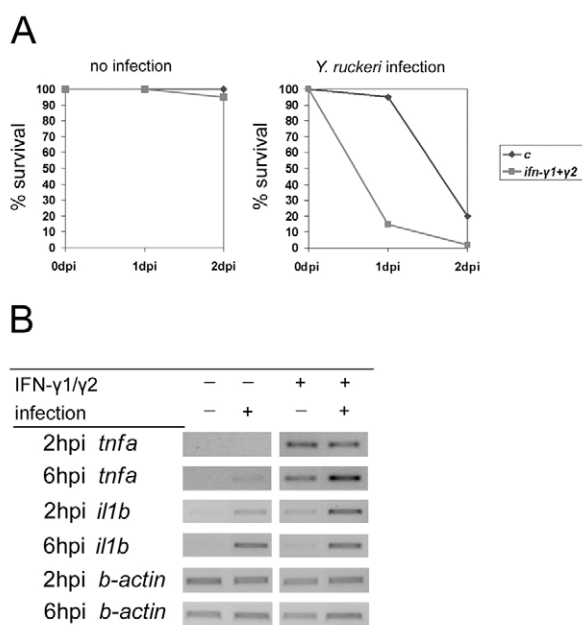 A
no infection
Y. ruckeri infection
% survival
100
90
80
70
60
50
40
30
20
10
0
0dpi 1dpi 2dpi
% survival
100
90
80
70
60
50
40
30
20
10
0
0dpi 1dpi 2dpi
c
ifn-γ1+γ2
B
IFN-γ1/γ2 – – + +
infection – + – +
2hpi tnfa
6hpi tnfa
2hpi il1b
6hpi il1b
2hpi b-actin
6hpi b-actin